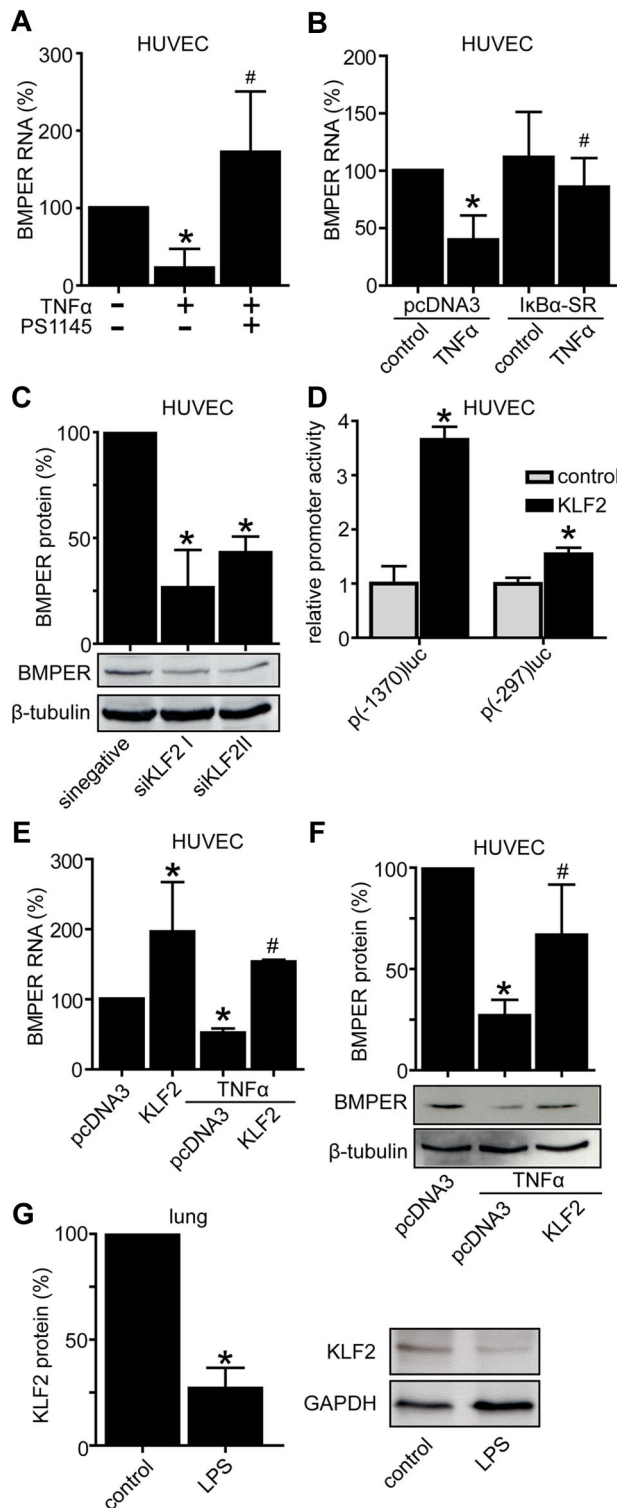 A
HUVEC
BMPER RNA (%)
300
200
100
0
*
#
TNFα - + +
PS1145 - - +
B
HUVEC
BMPER RNA (%)
200
150
100
50
0
*
#
pcDNA3 IκBα-SR
control TNFα control TNFα
C
HUVEC
BMPER protein (%)
100
50
0
* *
BMPER
β-tubulin
sinegative siKLF2 I siKLF2II
D
HUVEC
relative promoter activity
4
3
2
1
0
*
*
control
KLF2
p(-1370)luc p(-297)luc
E
HUVEC
BMPER RNA (%)
300
200
100
0
*
*
#
TNFα
pcDNA3 KLF2 pcDNA3 KLF2
F
HUVEC
BMPER protein (%)
100
50
0
*
#
BMPER
β-tubulin
TNFα
pcDNA3 pcDNA3 KLF2
G
lung
KLF2 protein (%)
100
50
0
*
control LPS
KLF2
GAPDH
control LPS